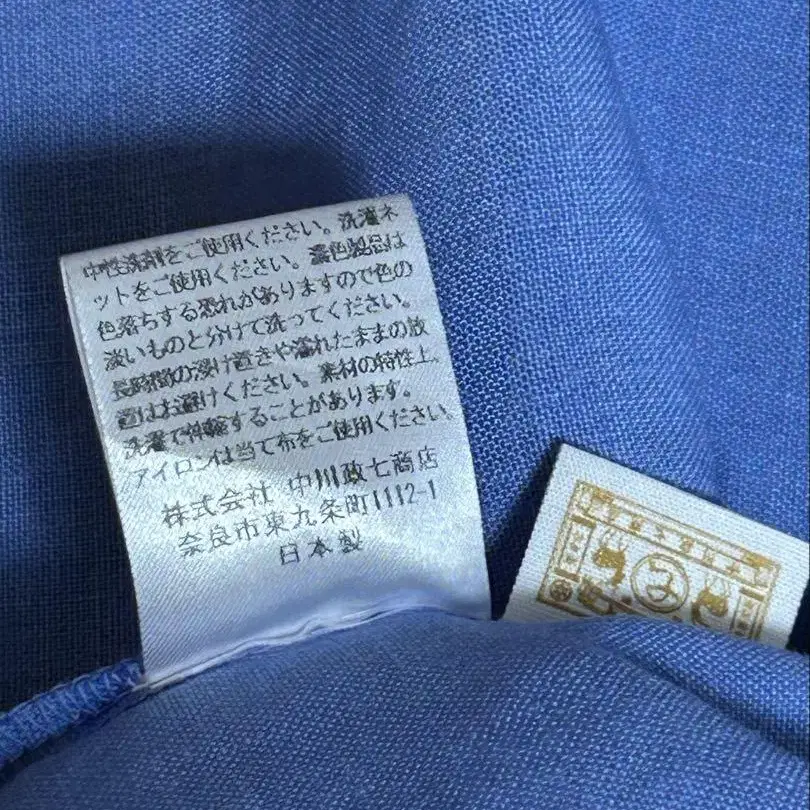 中性洗剤をご使用ください。洗濯ネ
ットをご使用ください。濃色製品は
色落ちする恐れがありますので色の
淡いものと分けて洗ってください。
長時間の浸け置きや濡れたままの放
置はお避けください。素材の特性上、
洗濯で伸縮することがあります。
アイロンは当て布をご使用ください。
株式会社 中川政七商店
奈良市東九条町1112-1
日本製